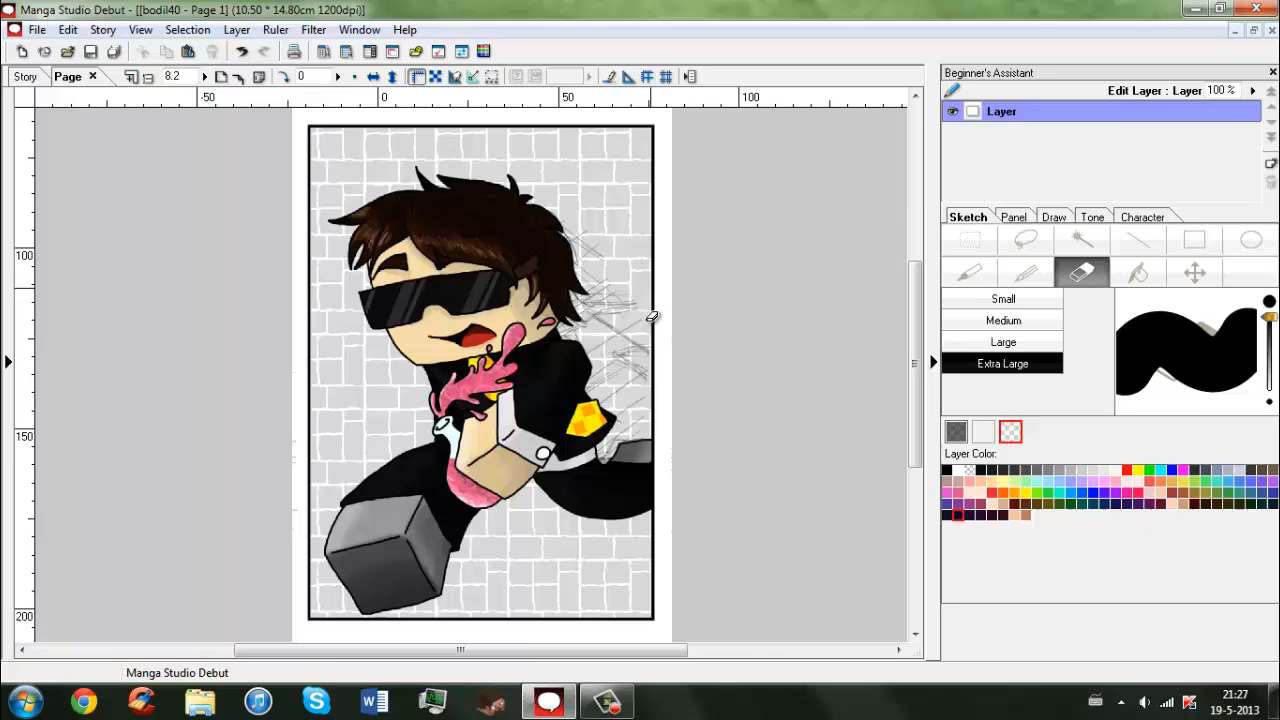 Manga Studio Debut - [[bodil40 - Page 1] (10.50 * 14.80cm 1200dpi)]
File Edit Story View Selection Layer Ruler Filter Window Help
Story Page 8.2 0
-50 0 50 100
100
150
200
Beginner's Assistant
Edit Layer : Layer 100 %
Layer
Sketch Panel Draw Tone Character
Small
Medium
Large
Extra Large
Layer Color:
Manga Studio Debut
21:27
19-5-2013